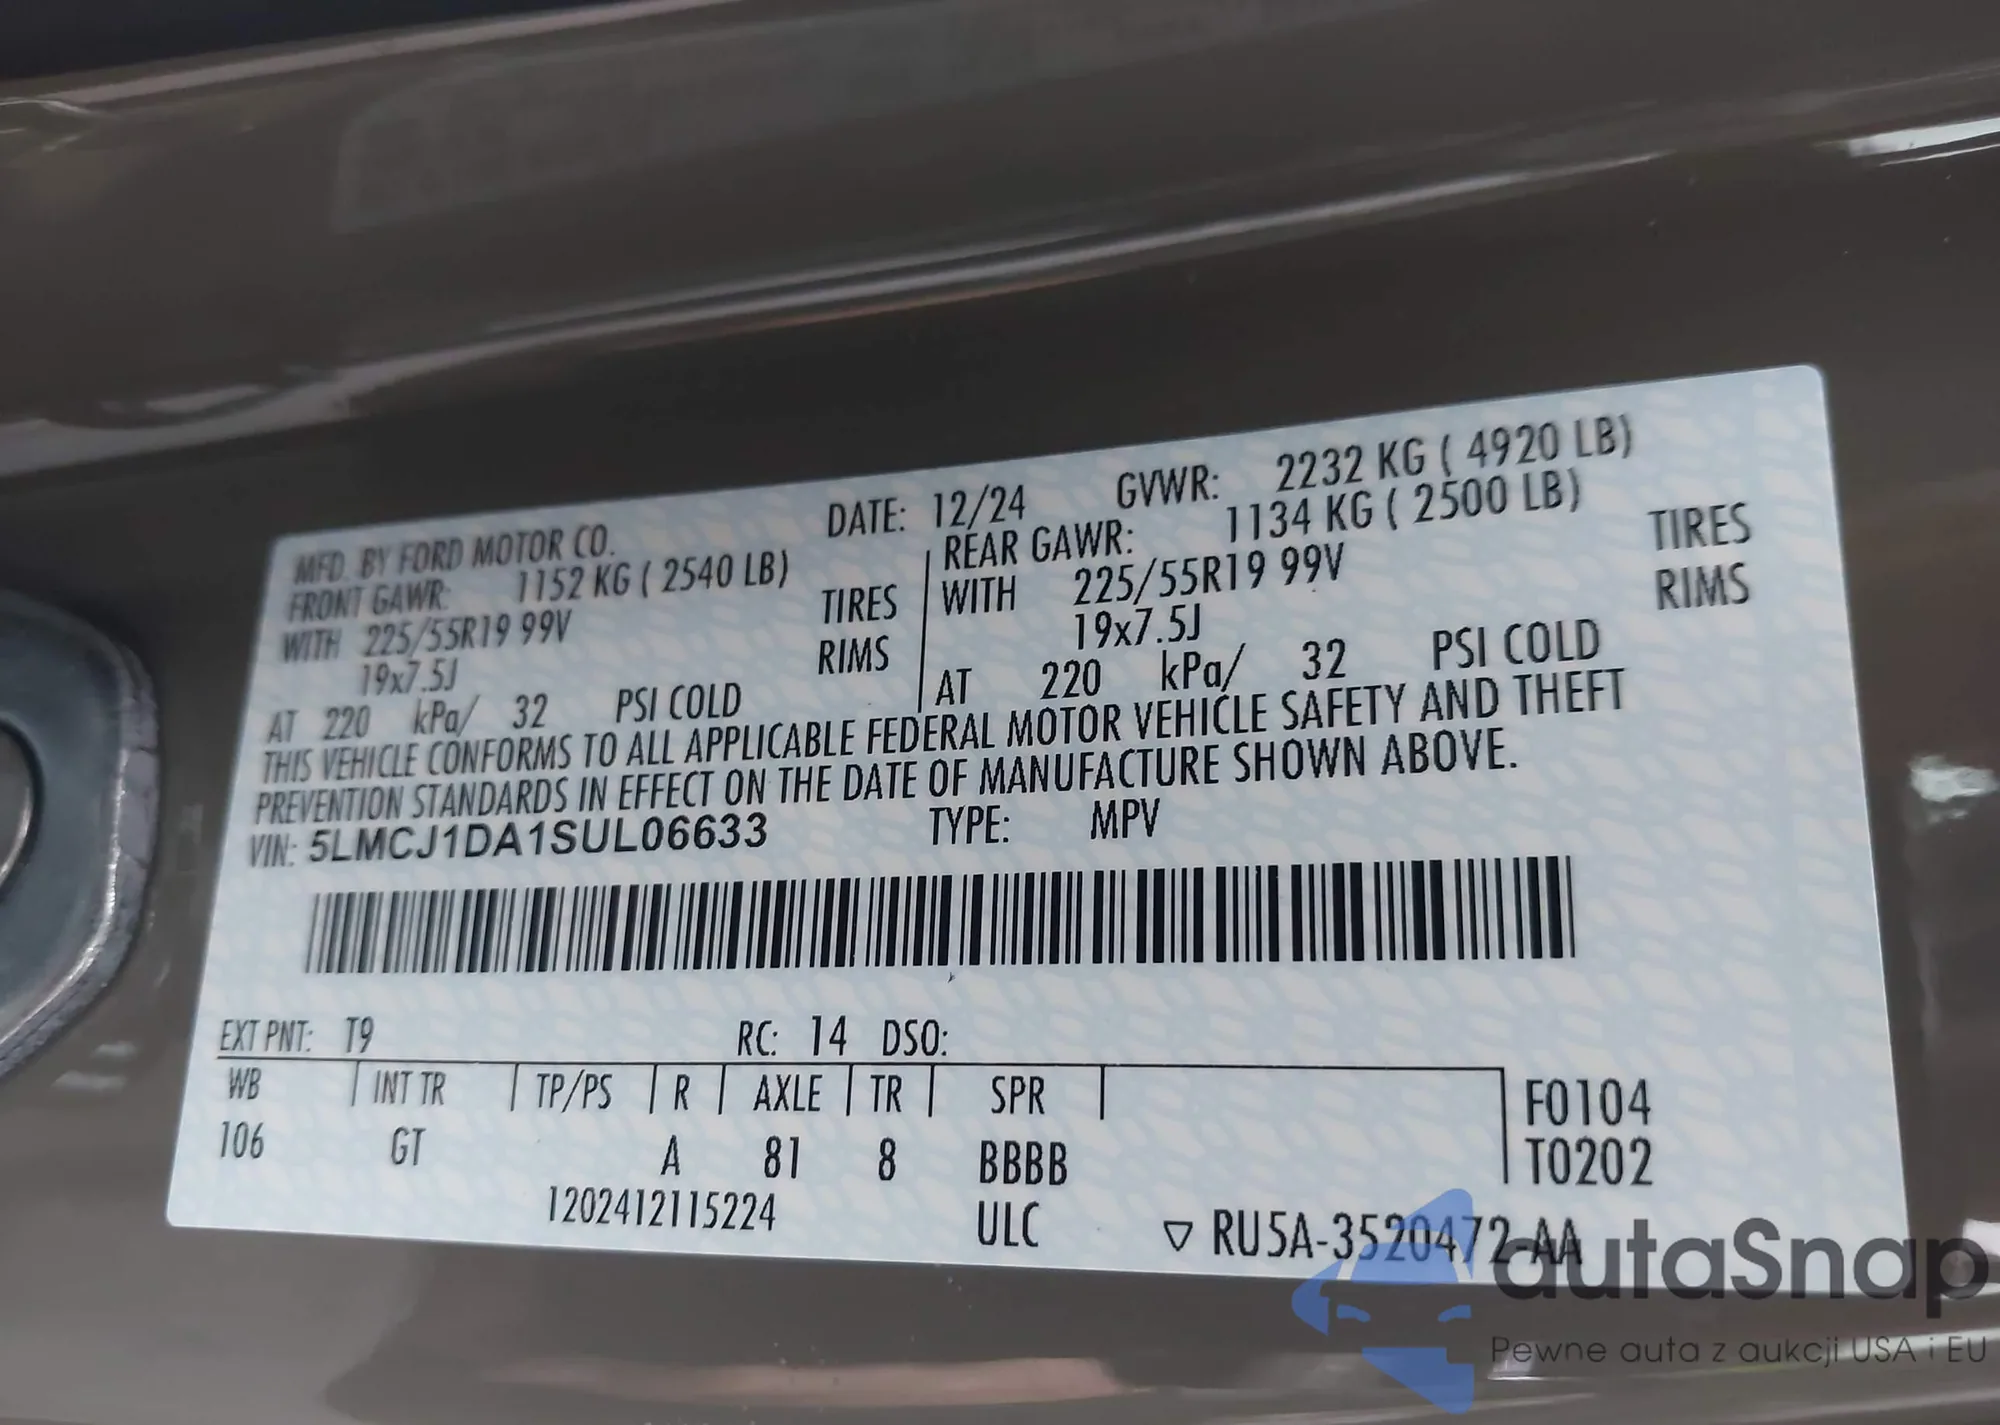 MFD. BY FORD MOTOR CO. DATE: 12/24 GVWR: 2232 KG ( 4920 LB)
FRONT GAWR: 1152 KG ( 2540 LB) REAR GAWR: 1134 KG ( 2500 LB)
WITH 225/55R19 99V TIRES WITH 225/55R19 99V TIRES
19x7.5J RIMS 19x7.5J RIMS
AT 220 kPa/ 32 PSI COLD AT 220 kPa/ 32 PSI COLD
THIS VEHICLE CONFORMS TO ALL APPLICABLE FEDERAL MOTOR VEHICLE SAFETY AND THEFT
PREVENTION STANDARDS IN EFFECT ON THE DATE OF MANUFACTURE SHOWN ABOVE.
VIN: 5LMCJ1DA1SUL06633 TYPE: MPV
EXT PNT: T9 RC: 14 DSO:
WB INT TR TP/PS R AXLE TR SPR F0104
106 GT A 81 8 BBBB T0202
1202412115224 ULC RU5A-3520472-AA
autaSnap
Pewne auta z aukcji USA i EU